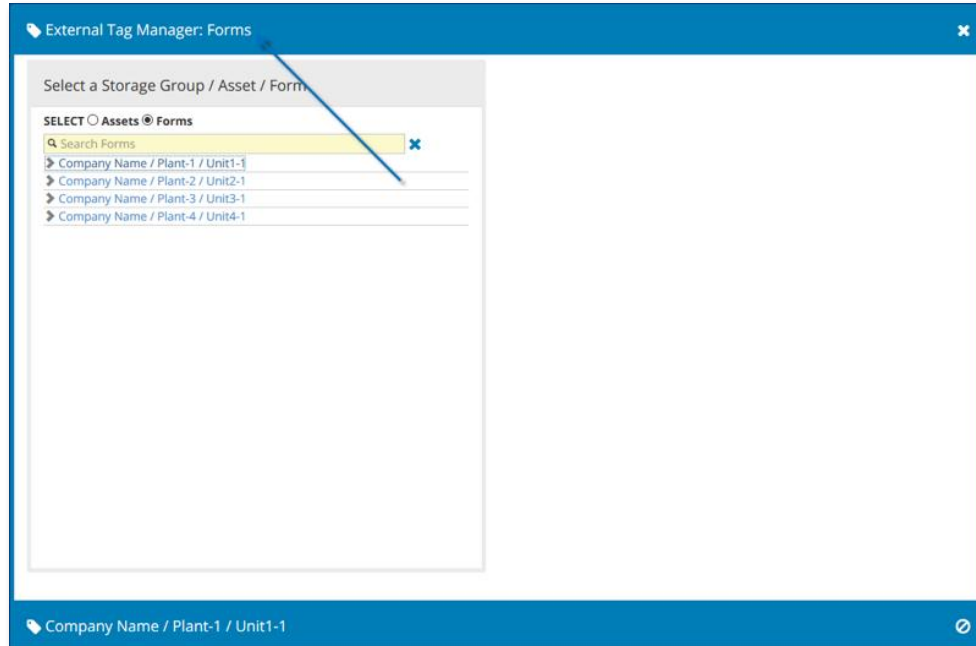 External Tag Manager: Forms
Select a Storage Group / Asset / Form
SELECT Assets Forms
Search Forms
Company Name / Plant-1 / Unit1-1
Company Name / Plant-2 / Unit2-1
Company Name / Plant-3 / Unit3-1
Company Name / Plant-4 / Unit4-1
Company Name / Plant-1 / Unit1-1